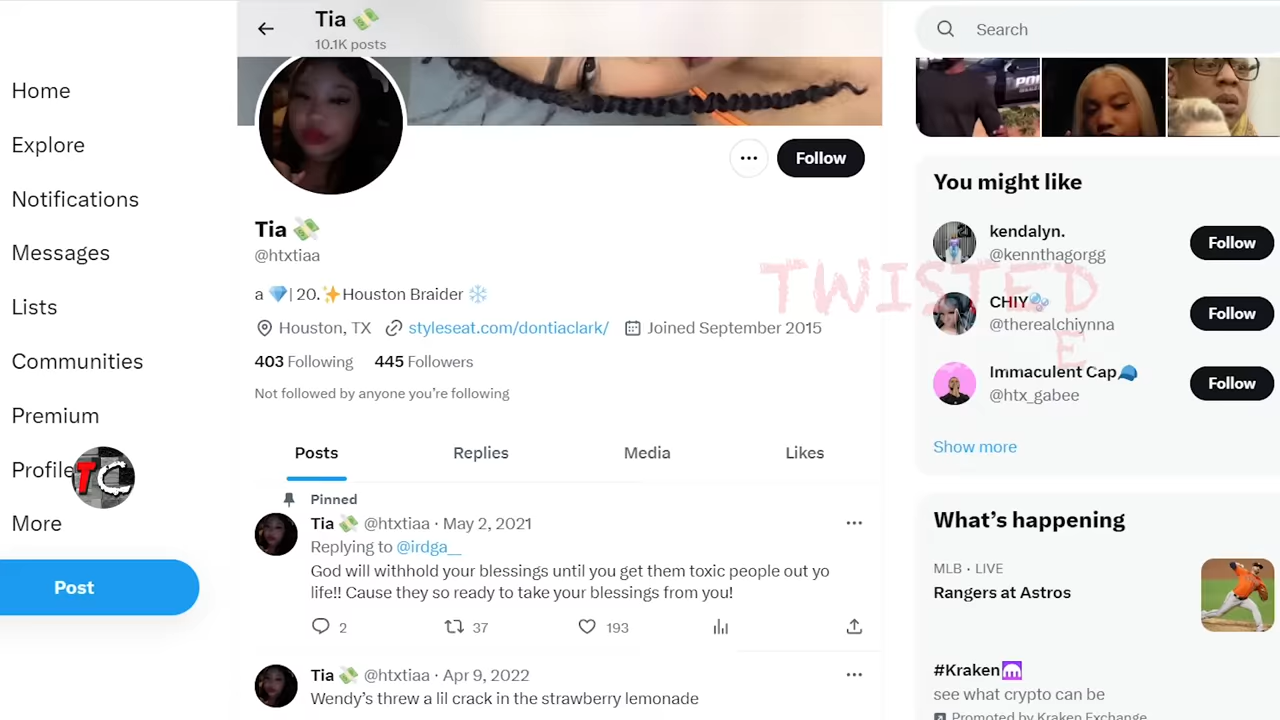 Tia 💸
10.1K posts
Search
Home
Explore
Notifications
Messages
Lists
Communities
Premium
Profile
More
Post
TC
Follow
Tia 💸
@htxtiaa
a 💎| 20.✨Houston Braider ❄️
Houston, TX styleseat.com/dontiaclark/ Joined September 2015
403 Following 445 Followers
Not followed by anyone you're following
Posts Replies Media Likes
Pinned
Tia 💸 @htxtiaa · May 2, 2021
Replying to @irdga__
God will withhold your blessings until you get them toxic people out yo
life!! Cause they so ready to take your blessings from you!
2 37 193
Tia 💸 @htxtiaa · Apr 9, 2022
Wendy's threw a lil crack in the strawberry lemonade
TWISTED
E
You might like
kendalyn.
@kennthagorgg
Follow
CHIY🫧
@therealchiynna
Follow
Immaculent Cap🧢
@htx_gabee
Follow
Show more
What's happening
MLB · LIVE
Rangers at Astros
#Kraken
see what crypto can be
Promoted by Kraken Exchange